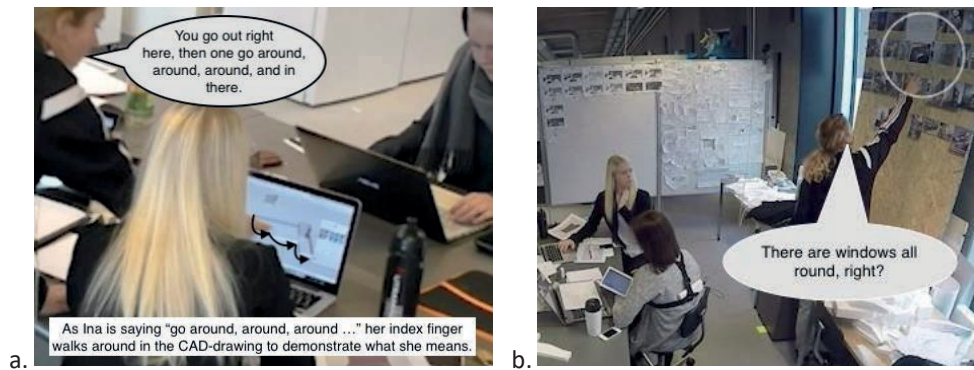 You go out right
here, then one go around,
around, around, and in
there.
As Ina is saying “go around, around, around ...” her index finger
walks around in the CAD-drawing to demonstrate what she means.
a.
There are windows all
round, right?
b.